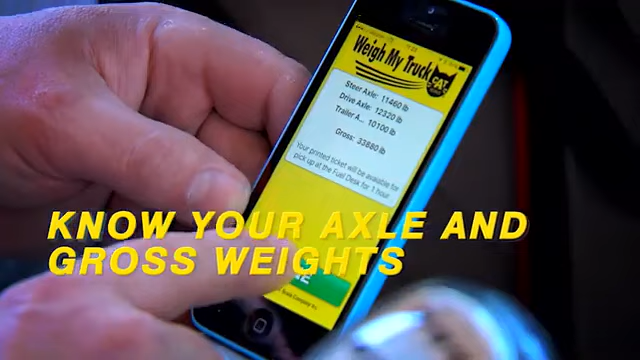 Weigh My Truck
CAT
Steer Axle: 11460 lb
Drive Axle: 12320 lb
Trailer A... 10100 lb
Gross: 33880 lb
Your printed ticket will be available for
pick up at the Fuel Desk for 1 hour
KNOW YOUR AXLE AND
GROSS WEIGHTS